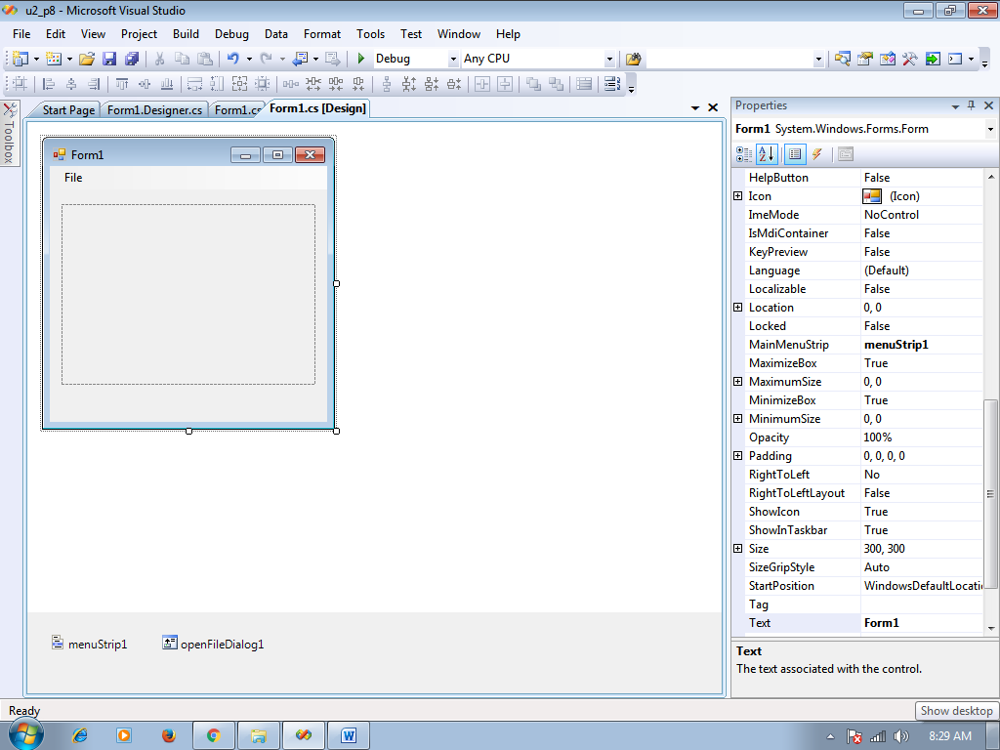 u2_p8 - Microsoft Visual Studio
File Edit View Project Build Debug Data Format Tools Test Window Help
Debug Any CPU
Toolbox
Start Page Form1.Designer.cs Form1.cs Form1.cs [Design]
Form1
File
menuStrip1 openFileDialog1
Properties
Form1 System.Windows.Forms.Form
HelpButton False
Icon (Icon)
ImeMode NoControl
IsMdiContainer False
KeyPreview False
Language (Default)
Localizable False
Location 0, 0
Locked False
MainMenuStrip menuStrip1
MaximizeBox True
MaximumSize 0, 0
MinimizeBox True
MinimumSize 0, 0
Opacity 100%
Padding 0, 0, 0, 0
RightToLeft No
RightToLeftLayout False
ShowIcon True
ShowInTaskbar True
Size 300, 300
SizeGripStyle Auto
StartPosition WindowsDefaultLocati
Tag
Text Form1
Text
The text associated with the control.
Ready
Show desktop
8:29 AM